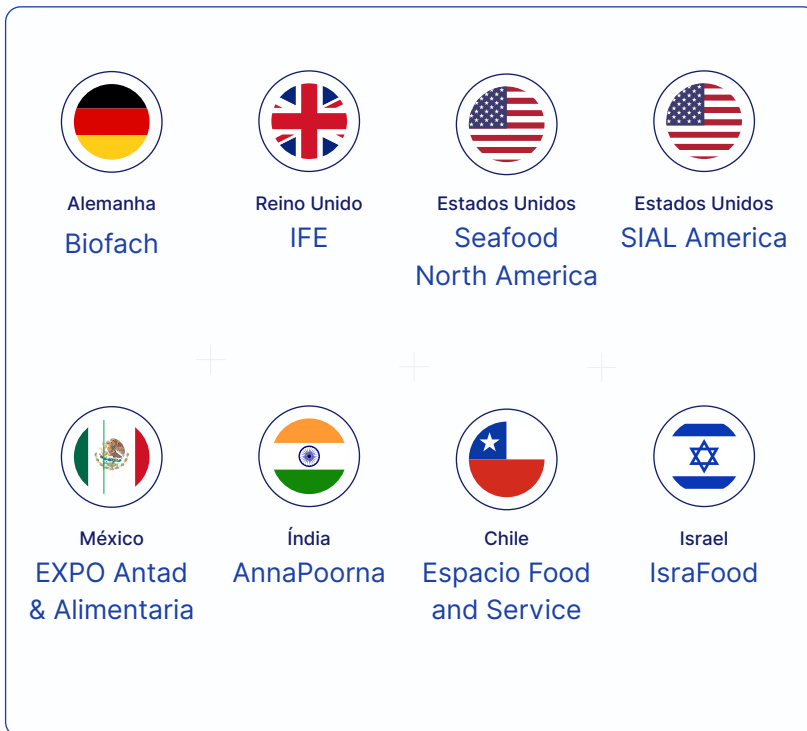 Alemanha
Biofach
Reino Unido
IFE
Estados Unidos
Seafood
North America
Estados Unidos
SIAL America
México
EXPO Antad
& Alimentaria
Índia
AnnaPoorna
Chile
Espacio Food
and Service
Israel
IsraFood